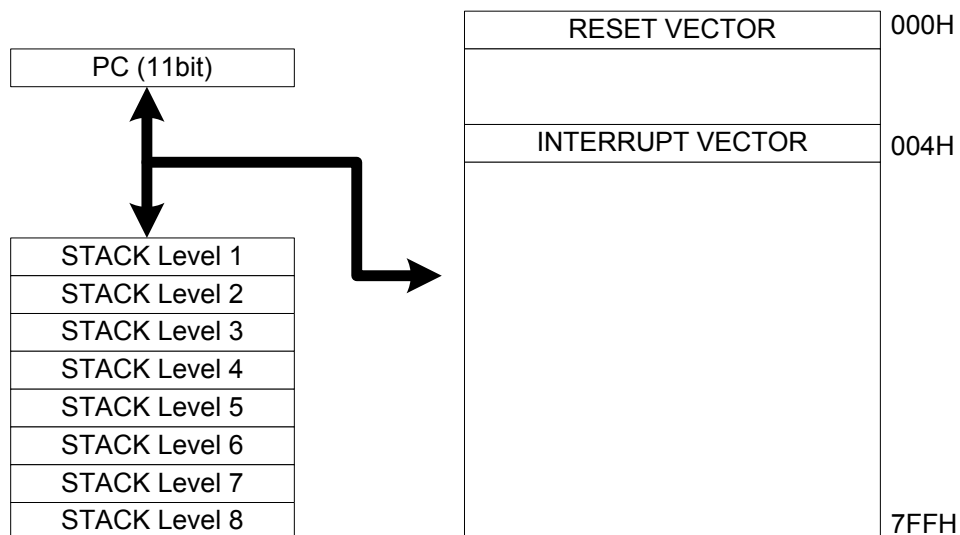 PC (11bit)
STACK Level 1
STACK Level 2
STACK Level 3
STACK Level 4
STACK Level 5
STACK Level 6
STACK Level 7
STACK Level 8
RESET VECTOR
000H
INTERRUPT VECTOR
004H
7FFH